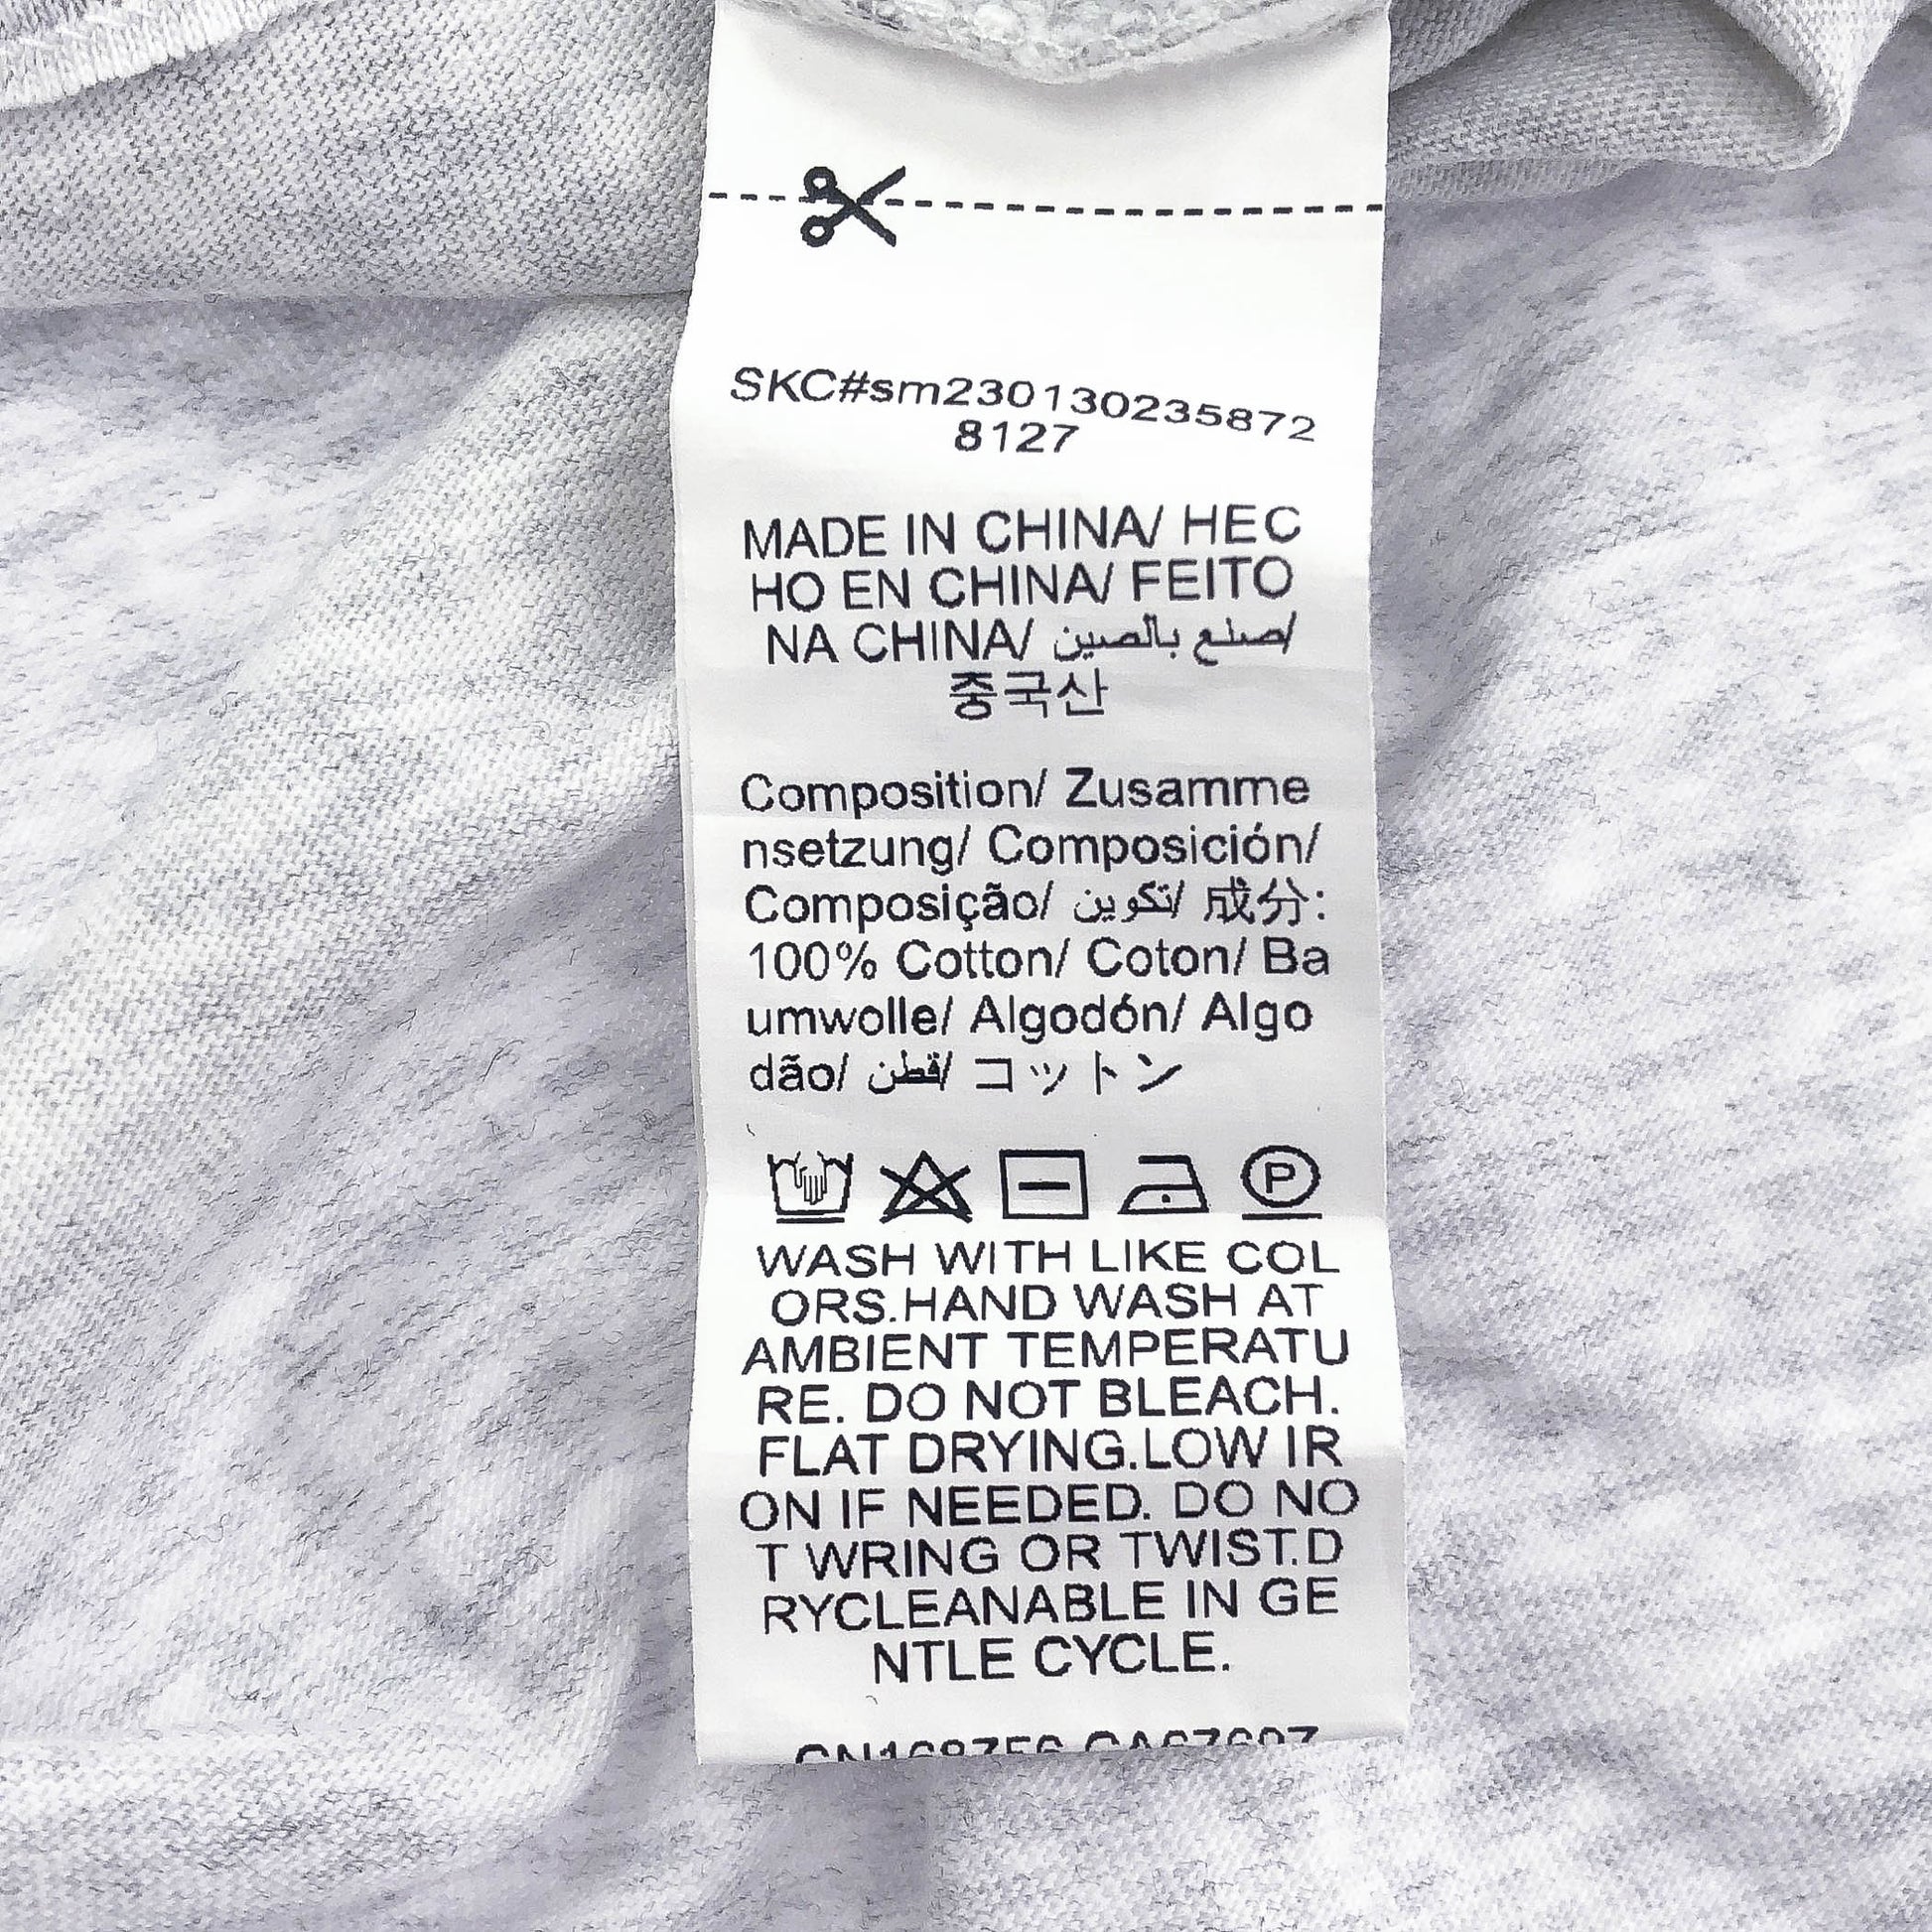 SKC#sm230130235872
8127
MADE IN CHINA/ HEC
HO EN CHINA/ FEITO
NA CHINA/ صنع بالصين/
중국산
Composition/ Zusamme
nsetzung/ Composición/
Composição/ تكوين/ 成分:
100% Cotton/ Coton/ Ba
umwolle/ Algodón/ Algo
dão/ قطن/ コットン
P
WASH WITH LIKE COL
ORS.HAND WASH AT
AMBIENT TEMPERATU
RE. DO NOT BLEACH.
FLAT DRYING.LOW IR
ON IF NEEDED. DO NO
T WRING OR TWIST.D
RYCLEANABLE IN GE
NTLE CYCLE.